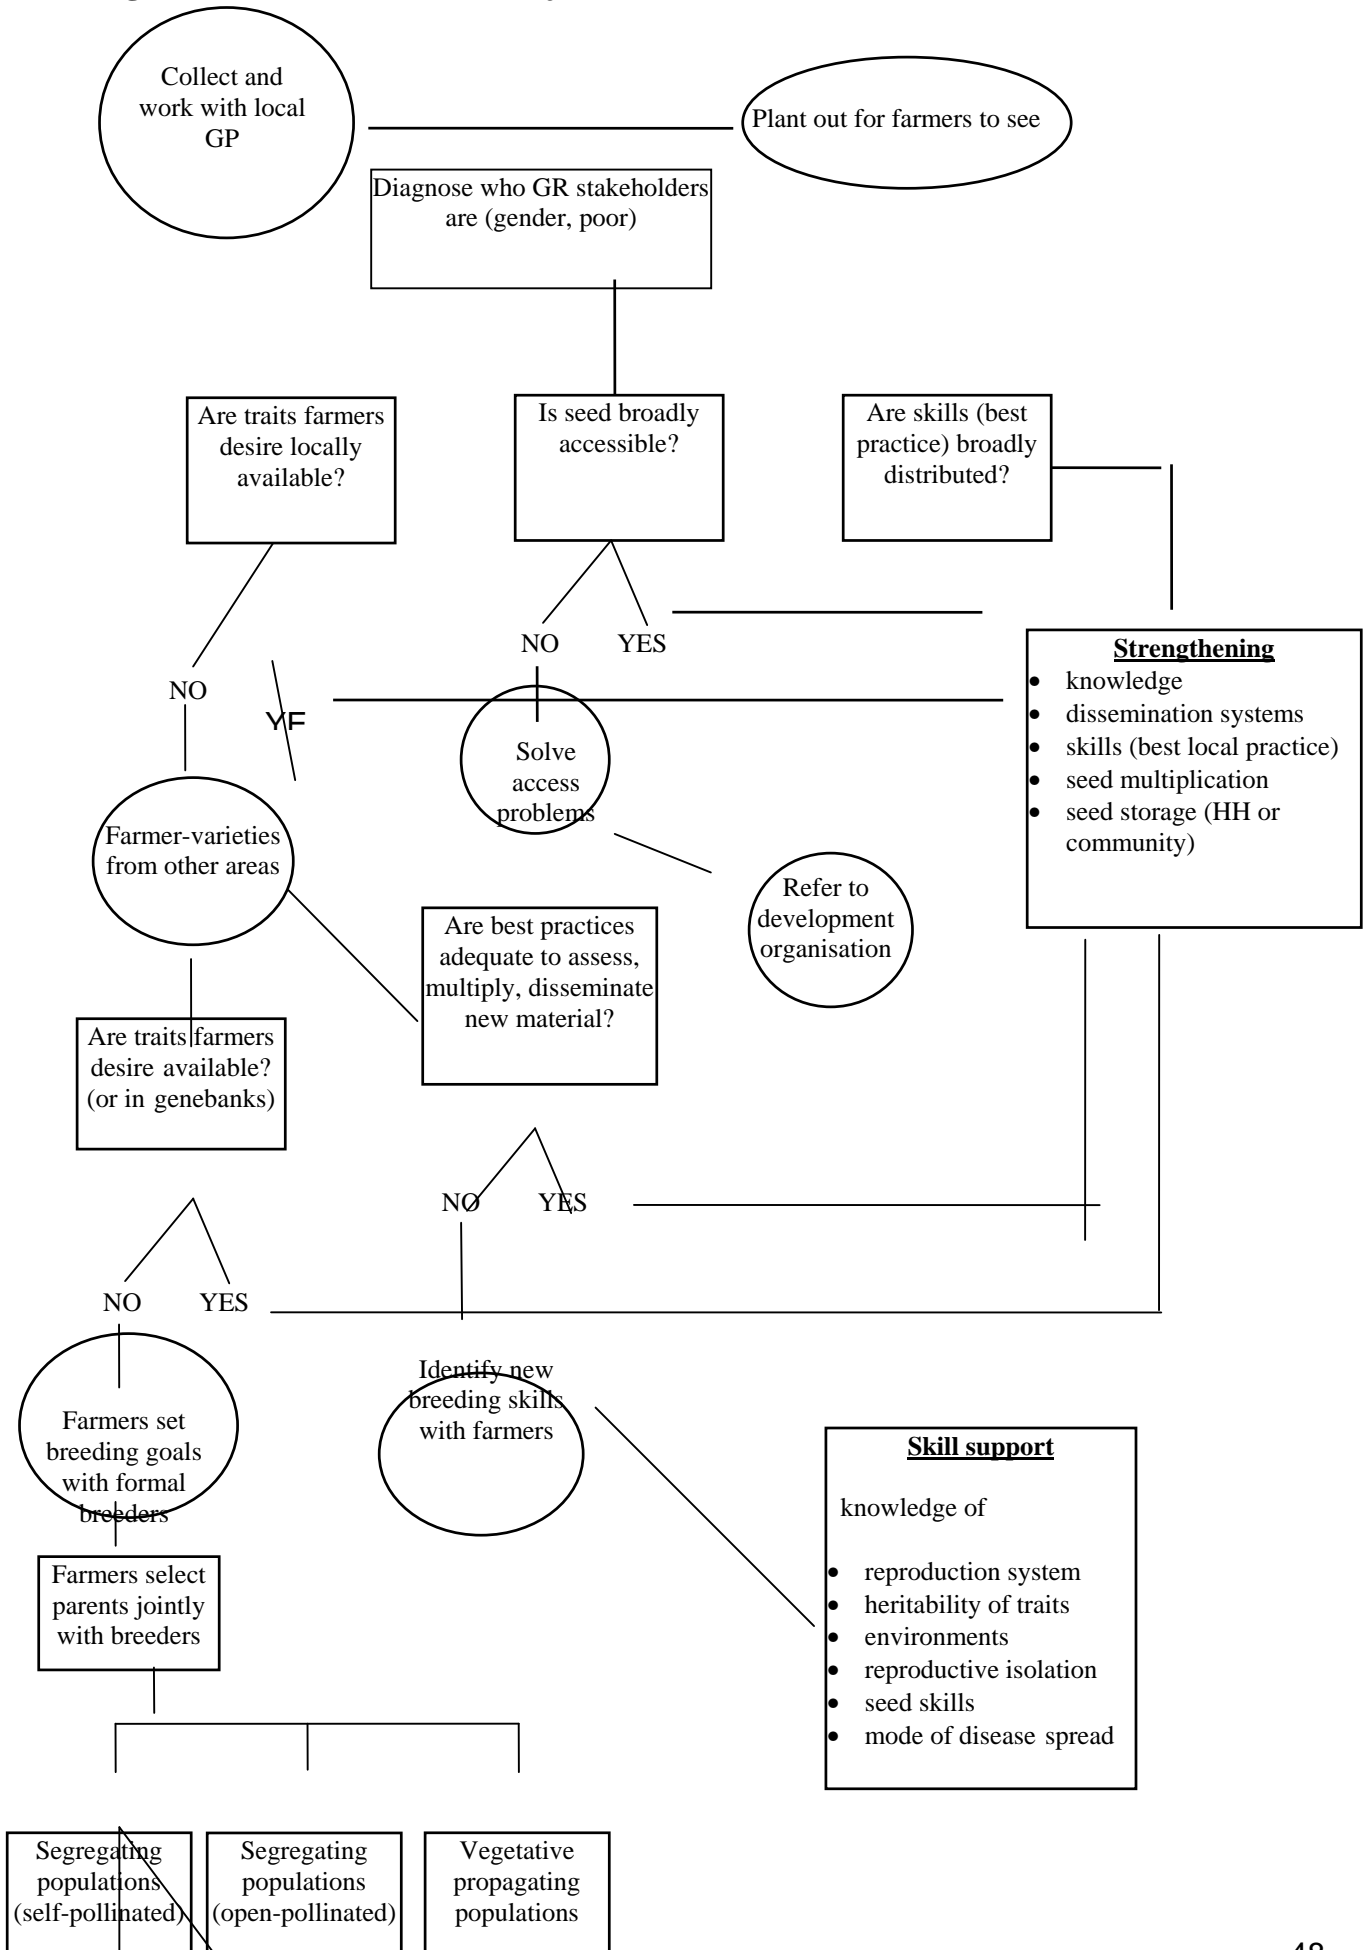 Collect and
work with local
GP
Plant out for farmers to see
Diagnose who GR stakeholders
are (gender, poor)
Are traits farmers
desire locally
available?
Is seed broadly
accessible?
Are skills (best
practice) broadly
distributed?
NO
YES
NO
YF
Strengthening
• knowledge
• dissemination systems
• skills (best local practice)
• seed multiplication
• seed storage (HH or
community)
Solve
access
problems
Farmer-varieties
from other areas
Refer to
development
organisation
Are best practices
adequate to assess,
multiply, disseminate
new material?
Are traits farmers
desire available?
(or in genebanks)
NO
YES
NO
YES
Identify new
breeding skills
with farmers
Farmers set
breeding goals
with formal
breeders
Skill support
knowledge of
• reproduction system
• heritability of traits
• environments
• reproductive isolation
• seed skills
• mode of disease spread
Farmers select
parents jointly
with breeders
Segregating
populations
(self-pollinated)
Segregating
populations
(open-pollinated)
Vegetative
propagating
populations